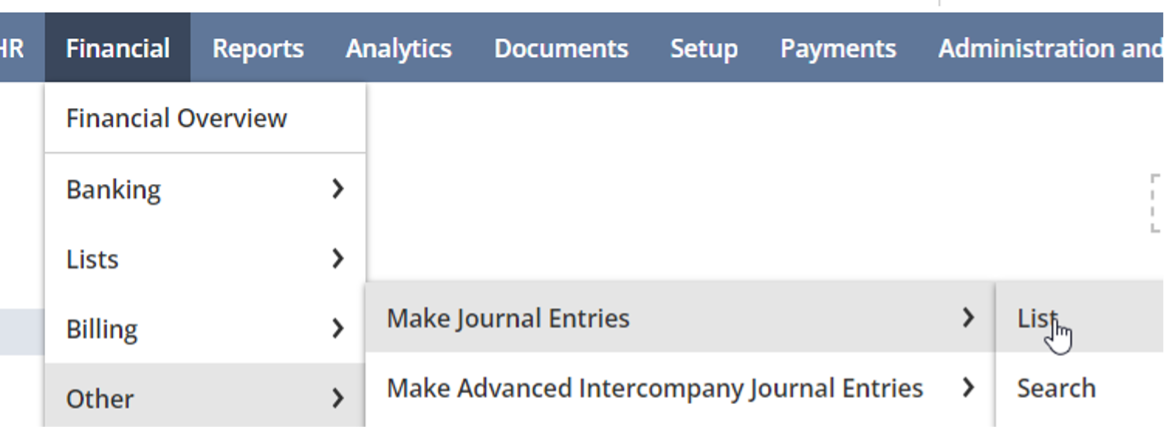 HR Financial Reports Analytics Documents Setup Payments Administration and
Financial Overview
Banking
Lists
Billing
Other
Make Journal Entries
Make Advanced Intercompany Journal Entries
List
Search